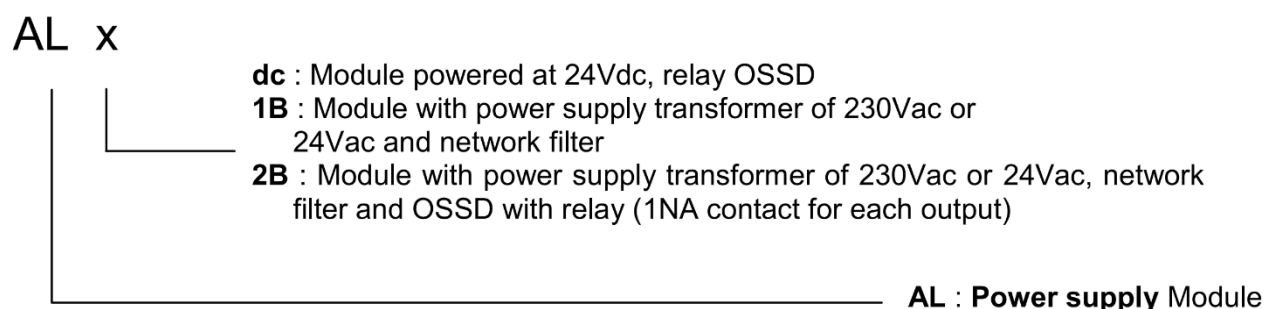 AL x
dc : Module powered at 24Vdc, relay OSSD
1B : Module with power supply transformer of 230Vac or
24Vac and network filter
2B : Module with power supply transformer of 230Vac or 24Vac, network
filter and OSSD with relay (1NA contact for each output)
AL : Power supply Module